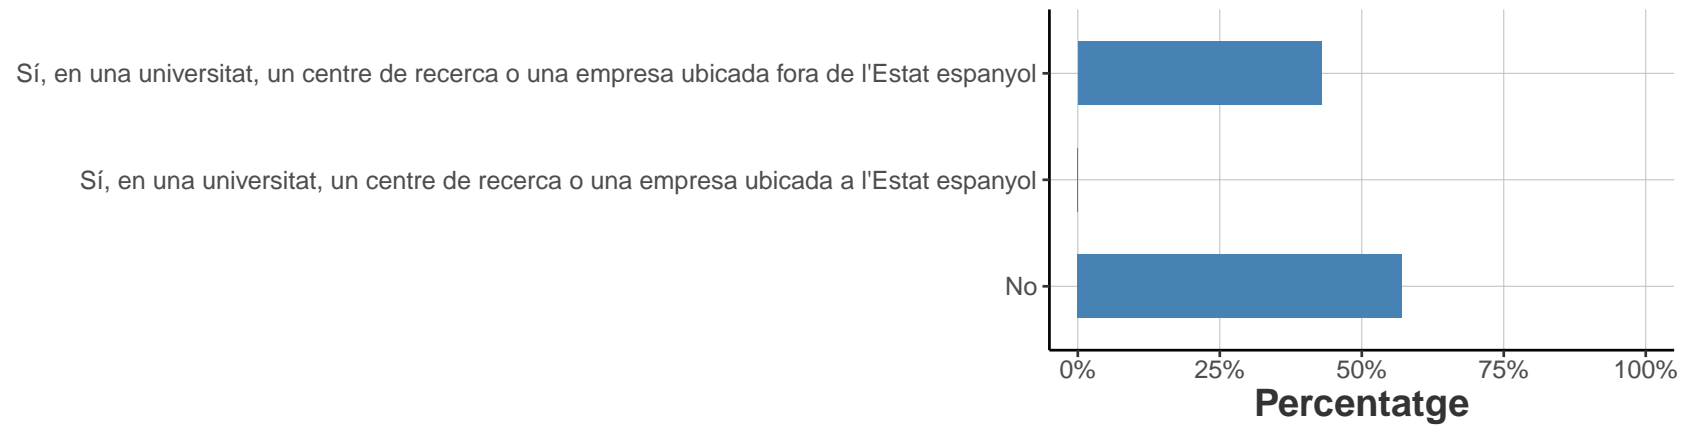 Sí, en una universitat, un centre de recerca o una empresa ubicada fora de l'Estat espanyol
Sí, en una universitat, un centre de recerca o una empresa ubicada a l'Estat espanyol
No
0% 25% 50% 75% 100%
Percentatge